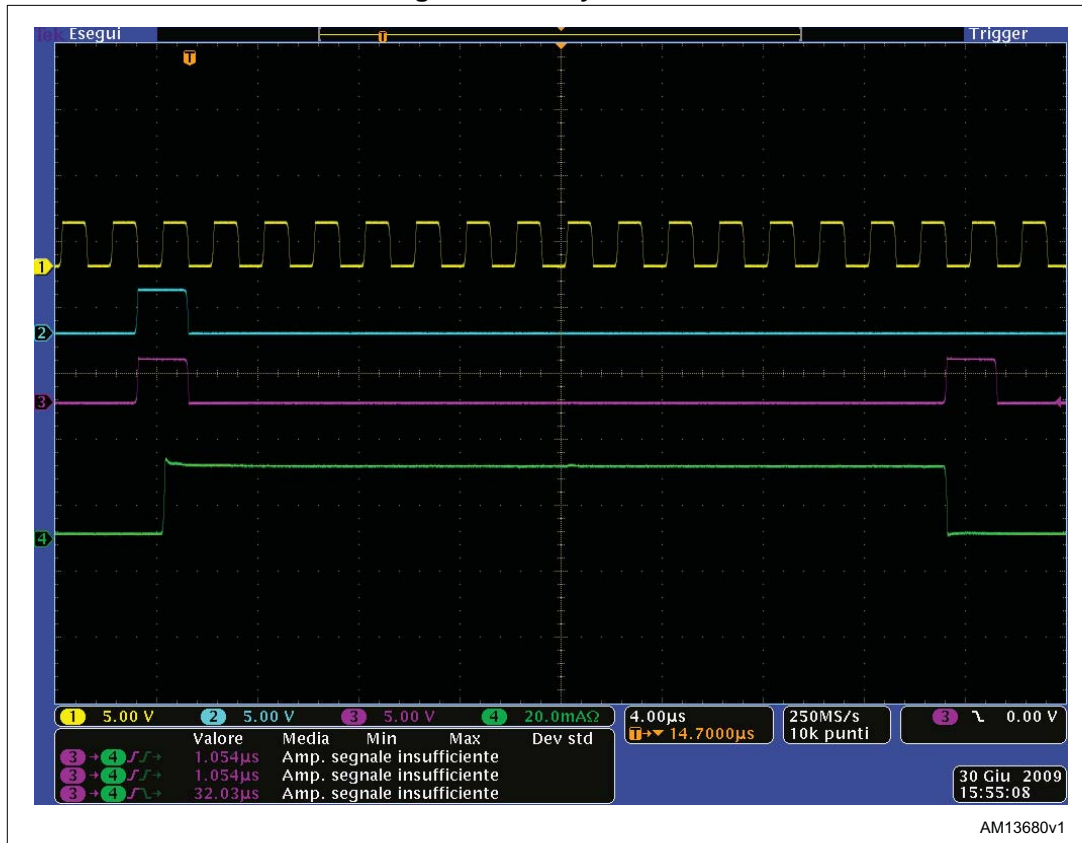 Tek Esegui
Trigger
T
T
1
2
3
4
1 5.00 V 2 5.00 V 3 5.00 V 4 20.0mAΩ
Valore Media Min Max Dev std
3 → 4 1.054µs Amp. segnale insufficiente
3 → 4 1.054µs Amp. segnale insufficiente
3 → 4 32.03µs Amp. segnale insufficiente
4.00µs
T→▼ 14.7000µs
250MS/s
10k punti
3 0.00 V
30 Giu 2009
15:55:08
AM13680v1